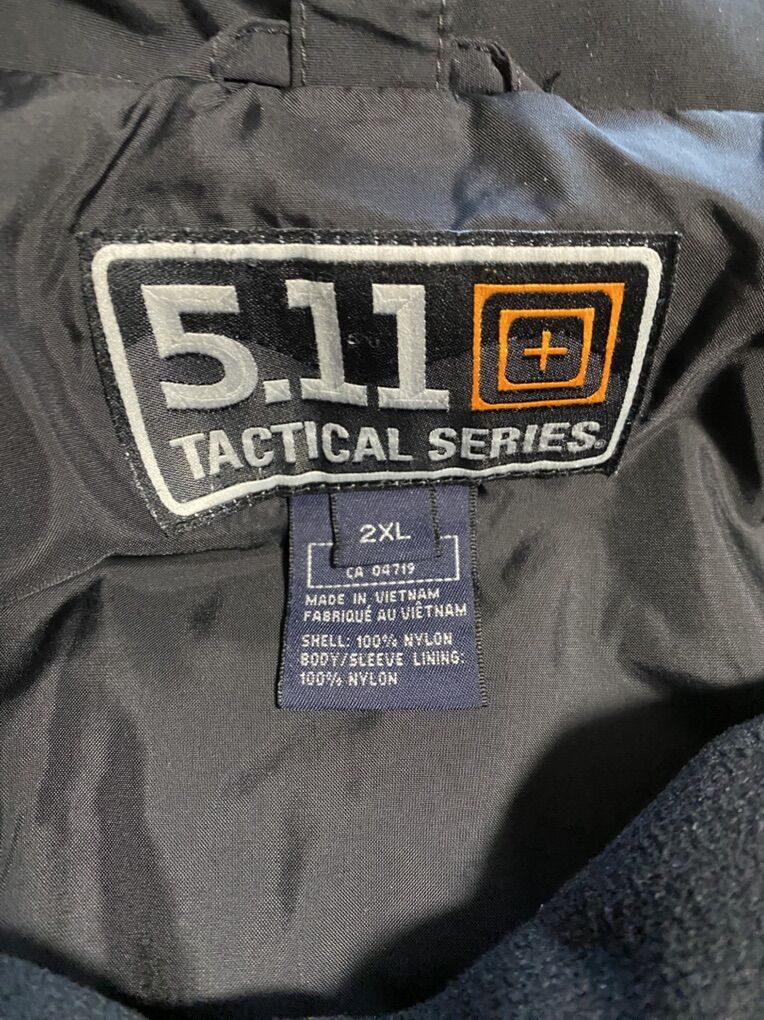 5.11
TACTICAL SERIES®
2XL
CA 04719
MADE IN VIETNAM
FABRIQUÉ AU VIÊTNAM
SHELL: 100% NYLON
BODY/SLEEVE LINING:
100% NYLON